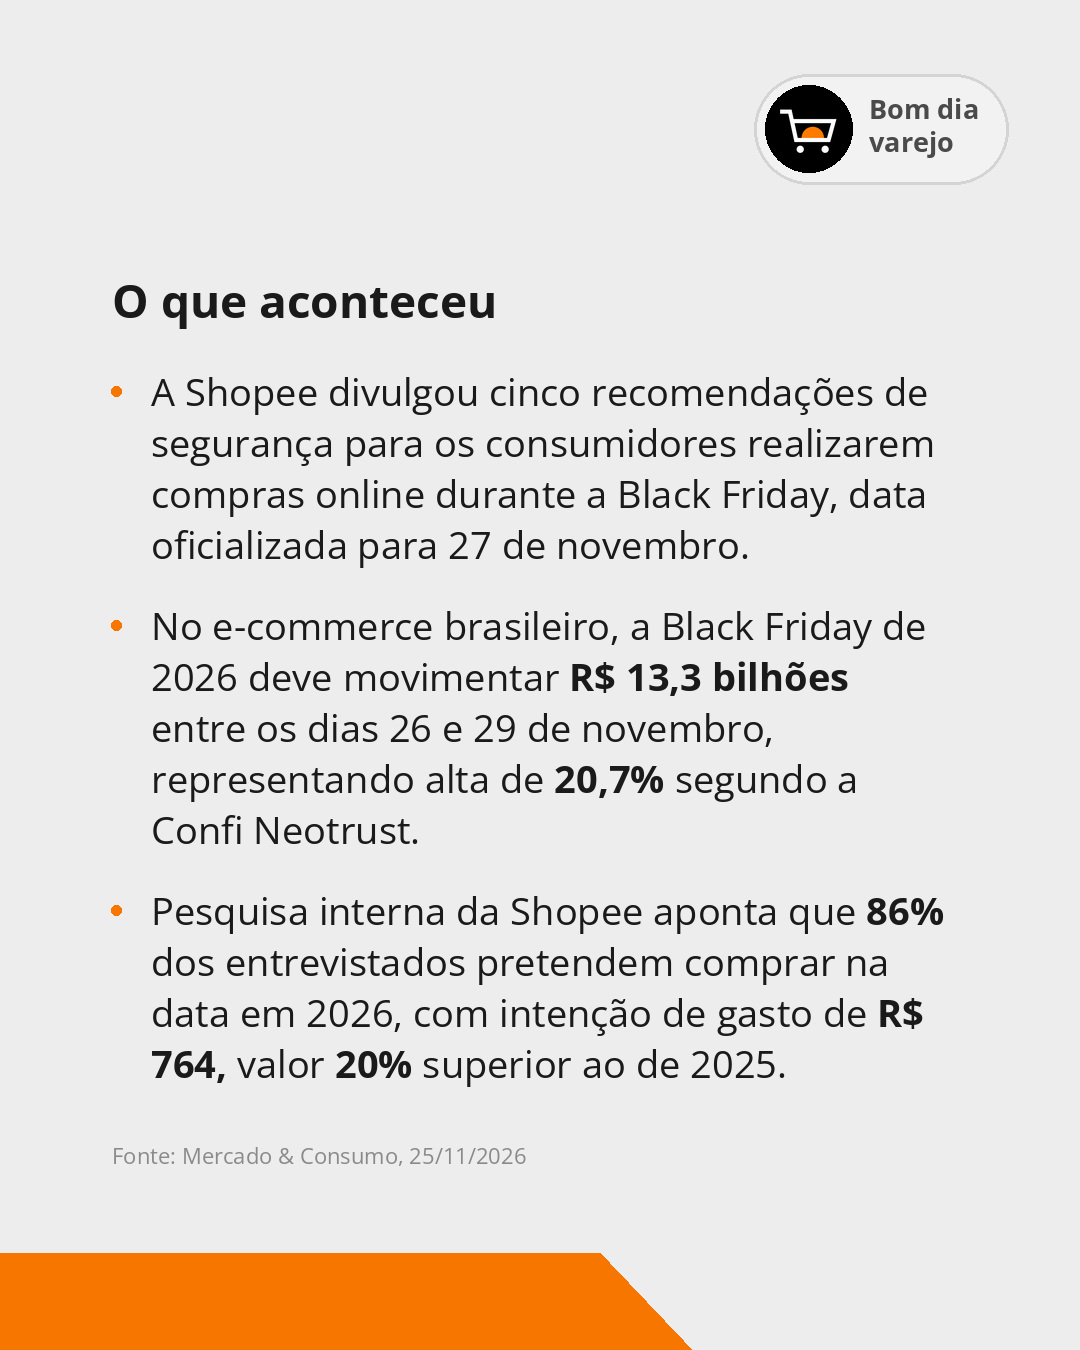 Bom dia
varejo
O que aconteceu
• A Shopee divulgou cinco recomendações de
segurança para os consumidores realizarem
compras online durante a Black Friday, data
oficializada para 27 de novembro.
• No e-commerce brasileiro, a Black Friday de
2026 deve movimentar R$ 13,3 bilhões
entre os dias 26 e 29 de novembro,
representando alta de 20,7% segundo a
Confi Neotrust.
• Pesquisa interna da Shopee aponta que 86%
dos entrevistados pretendem comprar na
data em 2026, com intenção de gasto de R$
764, valor 20% superior ao de 2025.
Fonte: Mercado & Consumo, 25/11/2026